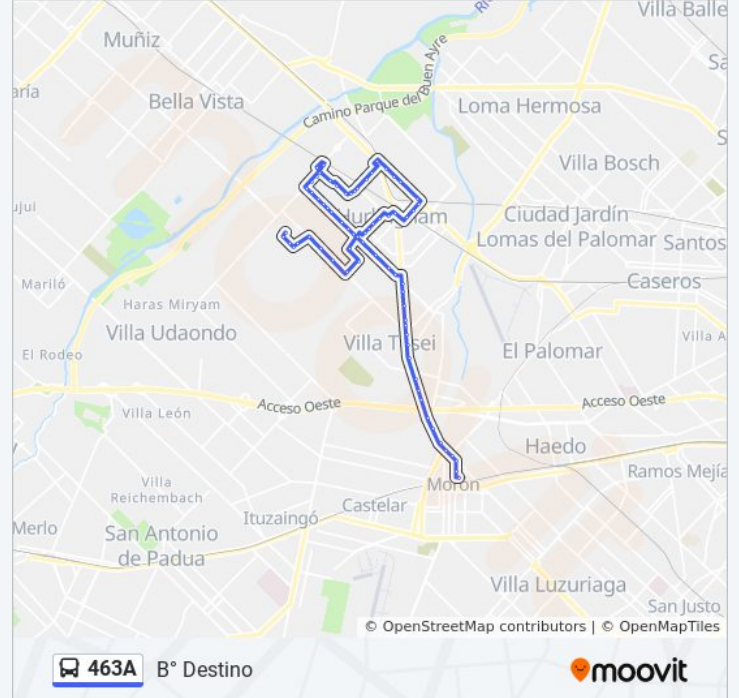 Villa Balle
Muñiz
Bella Vista
Camino Parque del Buen Ayre
Loma Hermosa
Villa Bosch
Ciudad Jardín
Lomas del Palomar
Santos
Caseros
Mariló
Haras Miryam
Villa Udaondo
El Rodeo
El Palomar
Villa A
Acceso Oeste
Acceso Oeste
Villa León
Haedo
Morón
Ramos Mejía
Villa
Reichembach
Castelar
Ituzaingó
Merlo
San Antonio
de Padua
Villa Luzuriaga
San Justo
© OpenStreetMap contributors | © OpenMapTiles
463A B° Destino
moovit